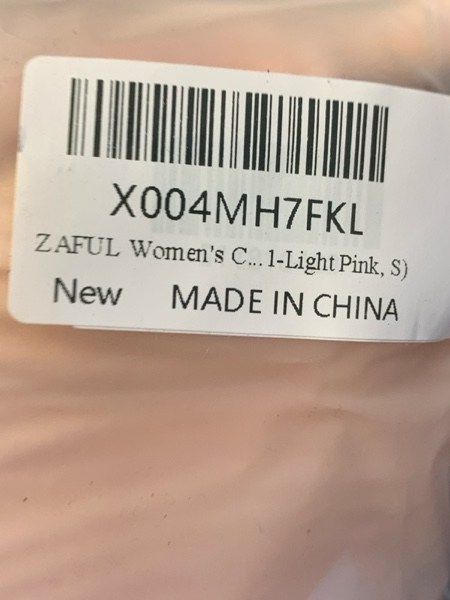 X004MH7FKL
ZAFUL Women's C... 1-Light Pink, S)
New MADE IN CHINA